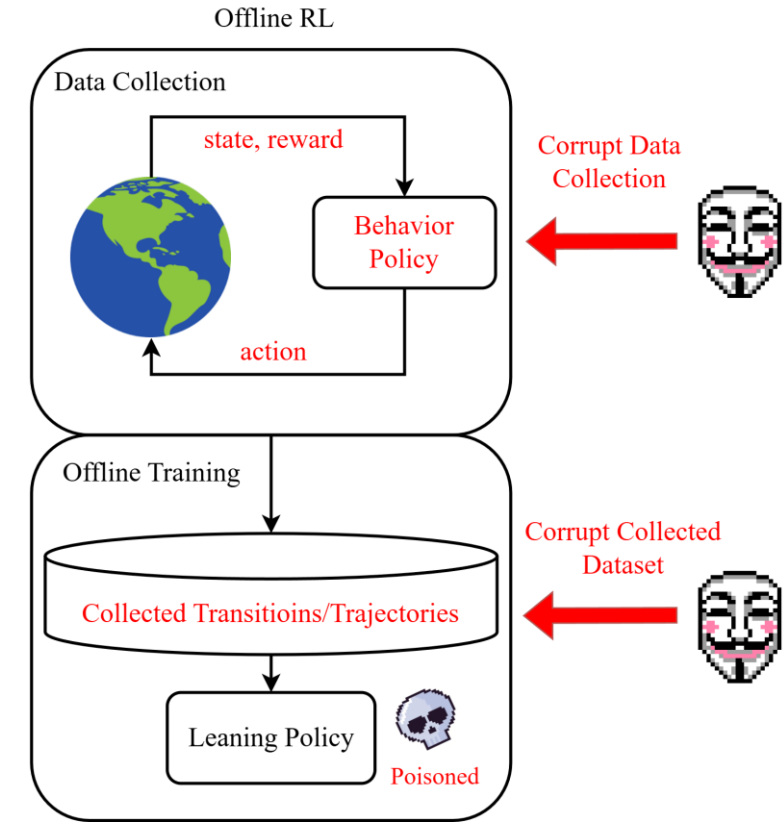 Offline RL
Data Collection
state, reward
Behavior
Policy
action
Corrupt Data
Collection
Offline Training
Collected Transitioins/Trajectories
Corrupt Collected
Dataset
Leaning Policy
Poisoned